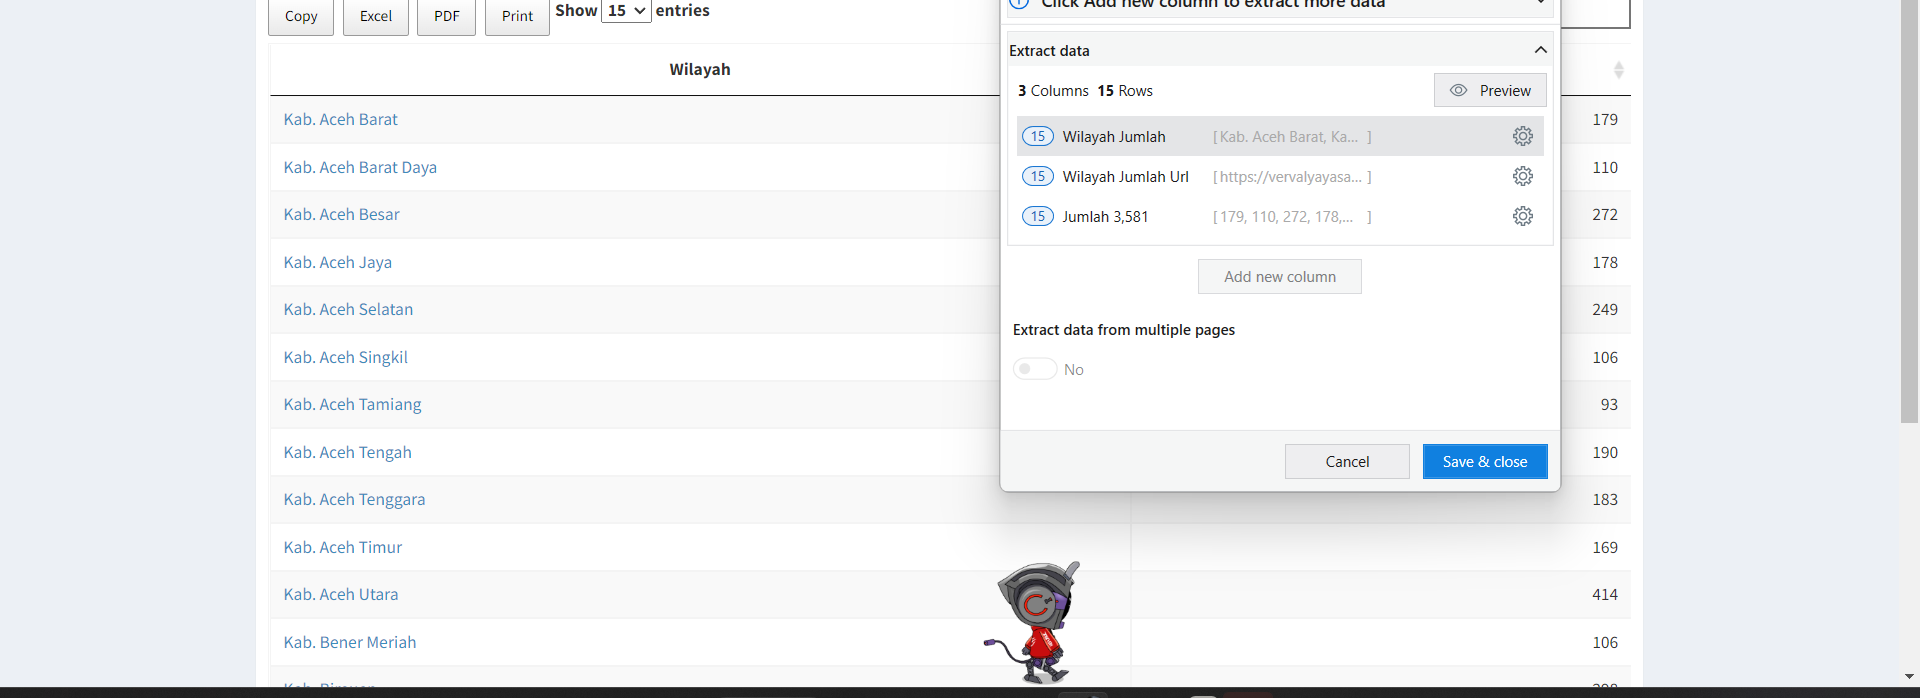 Copy
Excel
PDF
Print
Show 15 entries
Wilayah
Kab. Aceh Barat
179
Kab. Aceh Barat Daya
110
Kab. Aceh Besar
272
Kab. Aceh Jaya
178
Kab. Aceh Selatan
249
Kab. Aceh Singkil
106
Kab. Aceh Tamiang
93
Kab. Aceh Tengah
190
Kab. Aceh Tenggara
183
Kab. Aceh Timur
169
Kab. Aceh Utara
414
Kab. Bener Meriah
106
Click Add new column to extract more data
Extract data
3 Columns 15 Rows
Preview
15 Wilayah Jumlah [ Kab. Aceh Barat, Ka... ]
15 Wilayah Jumlah Url [ https://vervalyayasa... ]
15 Jumlah 3,581 [ 179, 110, 272, 178,... ]
Add new column
Extract data from multiple pages
No
Cancel
Save & close